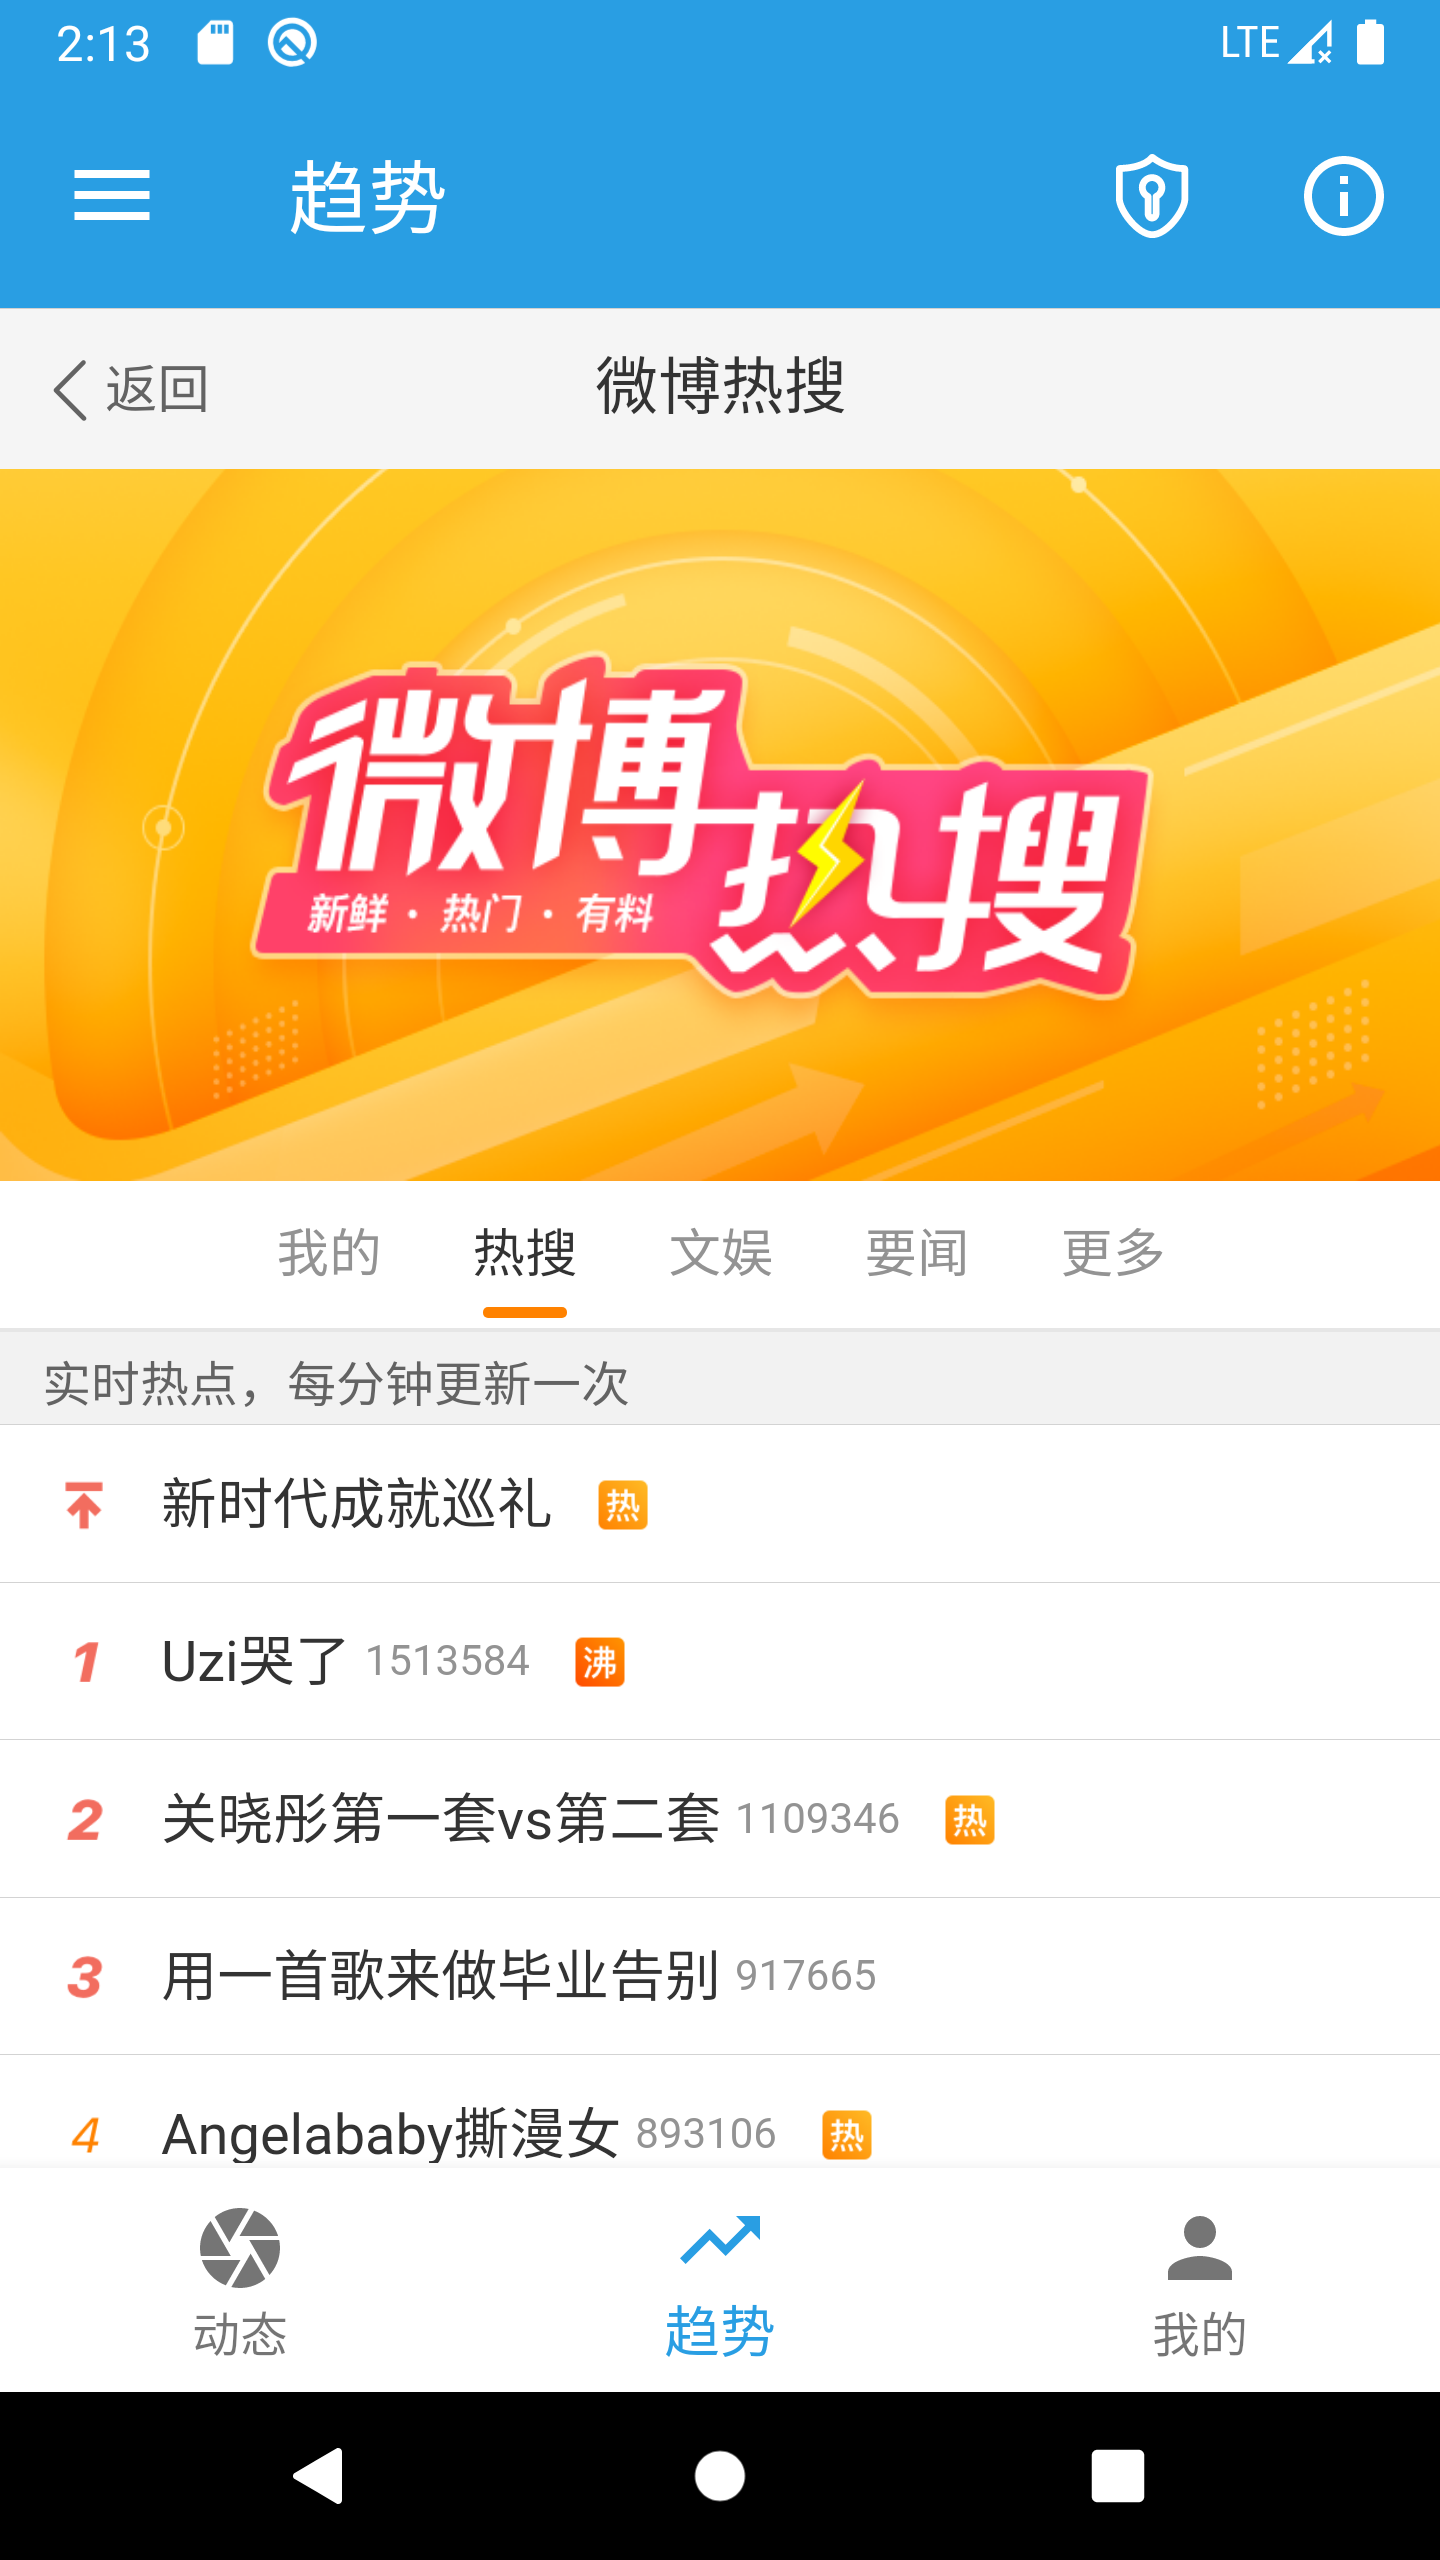 2:13 LTE
趋势
返回 微博热搜
微博热搜
新鲜·热门·有料
我的 热搜 文娱 要闻 更多
实时热点，每分钟更新一次
新时代成就巡礼 热
1 Uzi哭了 1513584 沸
2 关晓彤第一套vs第二套 1109346 热
3 用一首歌来做毕业告别 917665
4 Angelababy撕漫女 893106 热
动态 趋势 我的